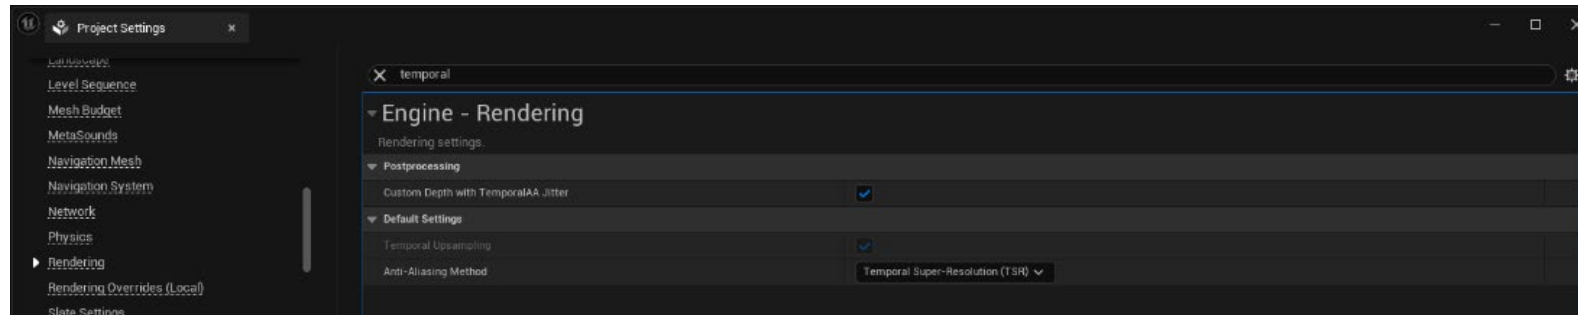 Project Settings
Landscape
Level Sequence
Mesh Budget
MetaSounds
Navigation Mesh
Navigation System
Network
Physics
Rendering
Rendering Overrides (Local)
Slate Settings
temporal
Engine - Rendering
Rendering settings.
Postprocessing
Custom Depth with TemporalAA Jitter
Default Settings
Temporal Upsampling
Anti-Aliasing Method Temporal Super-Resolution (TSR)